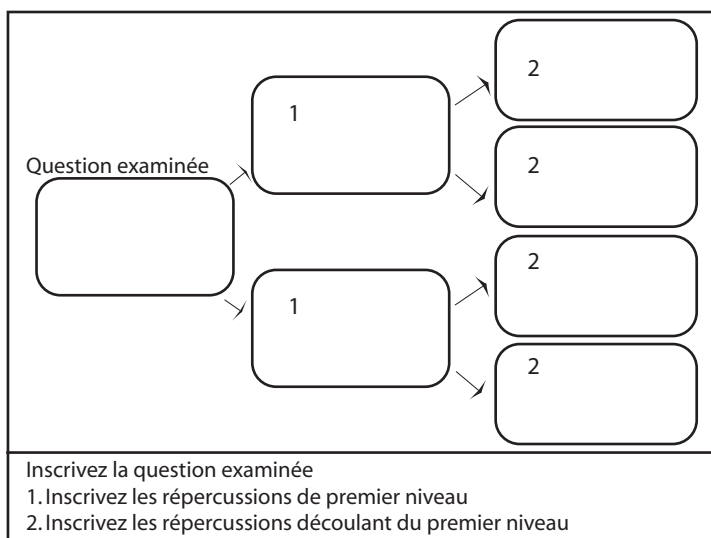 Question examinée
1
1
2
2
2
2
Inscrivez la question examinée
1. Inscrivez les répercussions de premier niveau
2. Inscrivez les répercussions découlant du premier niveau